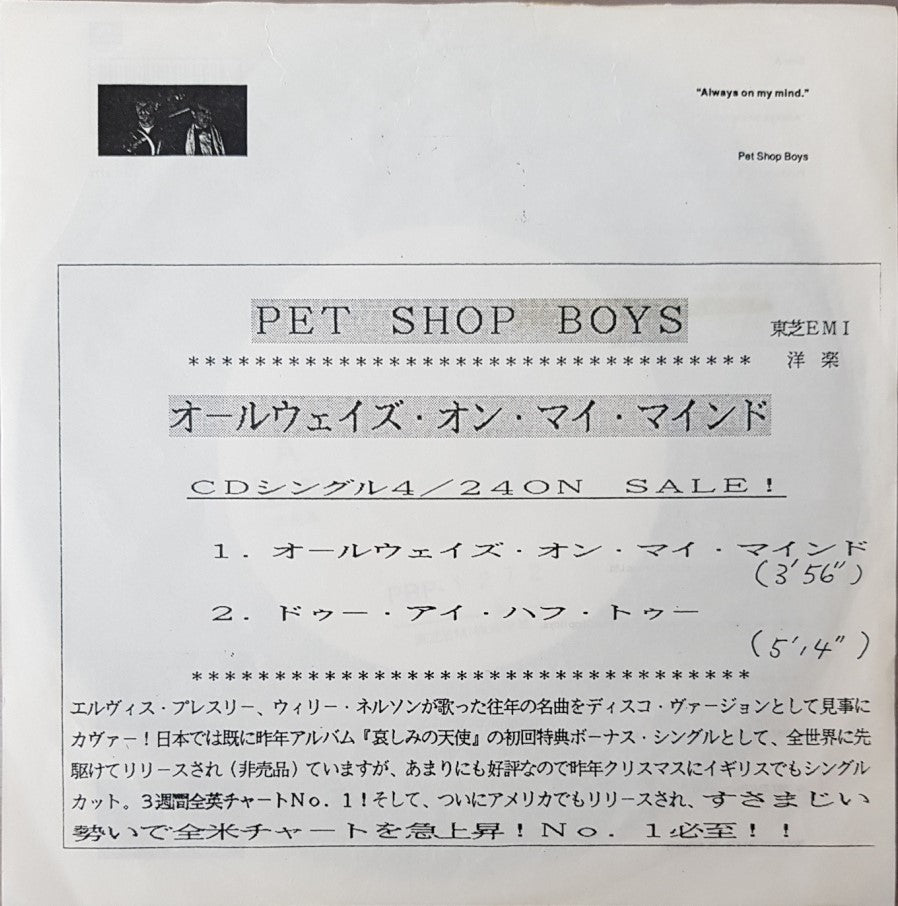 "Always on my mind."
Pet Shop Boys
PET SHOP BOYS
東芝EMI
洋楽
**********************************
オールウェイズ・オン・マイ・マインド
CDシングル4/24ON SALE!
1. オールウェイズ・オン・マイ・マインド
(3'56")
2. ドゥー・アイ・ハフ・トゥー
(5'14")
**********************************
エルヴィス・プレスリー、ウィリー・ネルソンが歌った往年の名曲をディスコ・ヴァージョンとして見事に
カヴァー!日本では既に昨年アルバム『哀しみの天使』の初回特典ボーナス・シングルとして、全世界に先
駆けてリリースされ(非売品)ていますが、あまりにも好評なので昨年クリスマスにイギリスでもシングル
カット。3週間全英チャートNo.1!そして、ついにアメリカでもリリースされ、すさまじい
勢いで全米チャートを急上昇!No.1必至!!